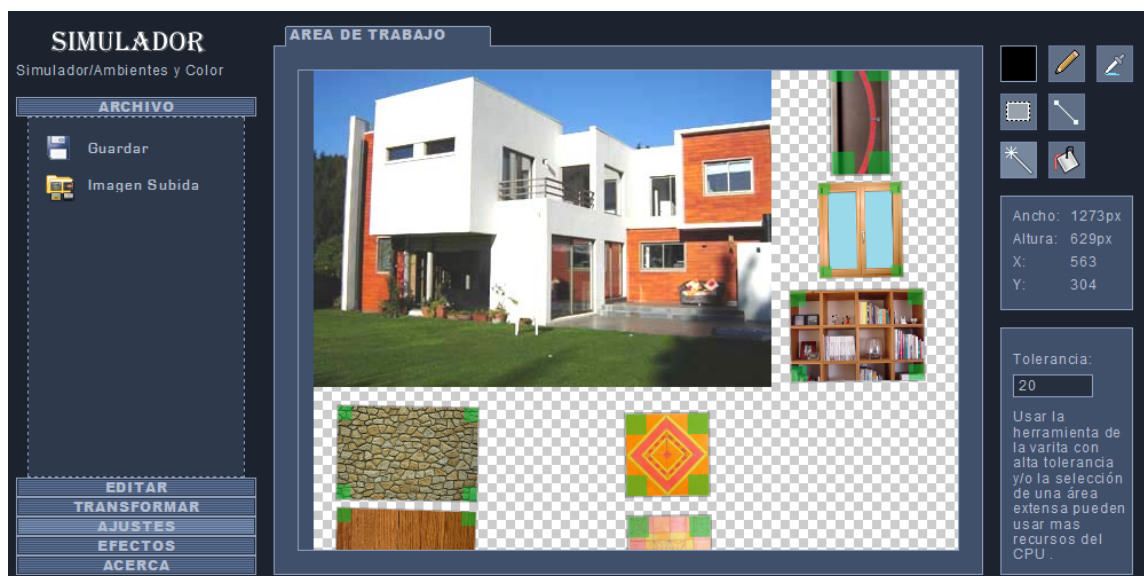 SIMULADOR
Simulador/Ambientes y Color
ARCHIVO
Guardar
Imagen Subida
EDITAR
TRANSFORMAR
AJUSTES
EFECTOS
ACERCA
AREA DE TRABAJO
Ancho: 1273px
Altura: 629px
X: 563
Y: 304
Tolerancia:
20
Usar la
herramienta de
la varita con
alta tolerancia
y/o la selección
de una área
extensa pueden
usar mas
recursos del
CPU .